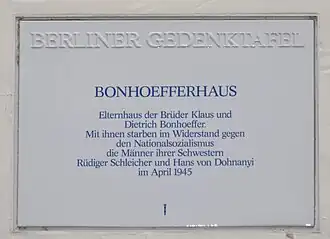 BERLINER GEDENKTAFEL
BONHOEFFERHAUS
Elternhaus der Brüder Klaus und
Dietrich Bonhoeffer.
Mit ihnen starben im Widerstand gegen
den Nationalsozialismus
die Männer ihrer Schwestern
Rüdiger Schleicher und Hans von Dohnanyi
im April 1945